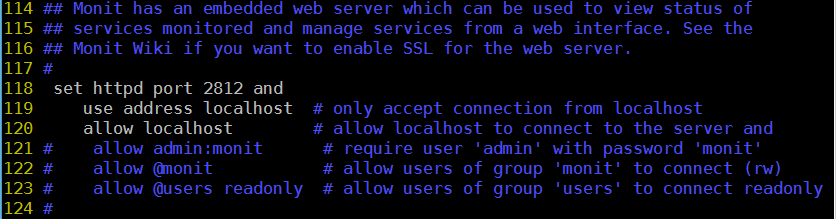 114 ## Monit has an embedded web server which can be used to view status of
115 ## services monitored and manage services from a web interface. See the
116 ## Monit Wiki if you want to enable SSL for the web server.
117 #
118  set httpd port 2812 and
119     use address localhost  # only accept connection from localhost
120     allow localhost        # allow localhost to connect to the server and
121 #    allow admin:monit      # require user 'admin' with password 'monit'
122 #    allow @monit           # allow users of group 'monit' to connect (rw)
123 #    allow @users readonly  # allow users of group 'users' to connect readonly
124 #